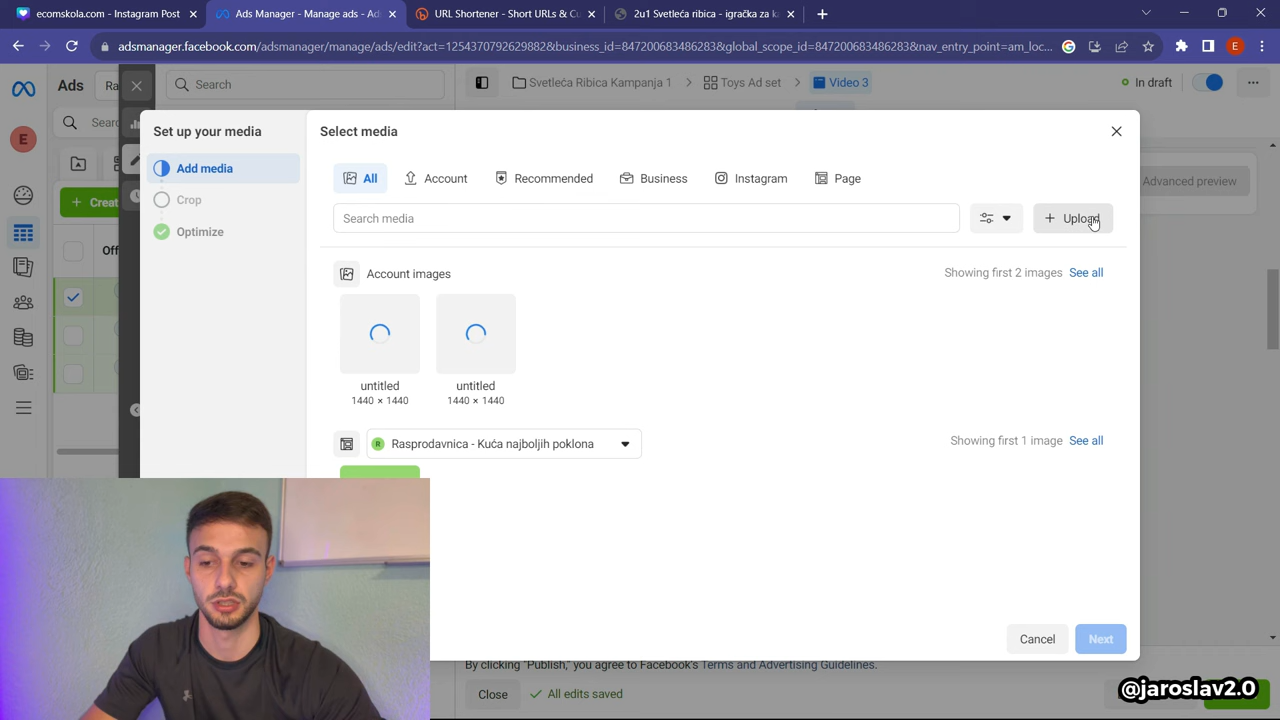 ecomskola.com - Instagram Post
Ads Manager - Manage ads - Ad
URL Shortener - Short URLs & Cu
2u1 Svetleća ribica - igračka za k
adsmanager.facebook.com/adsmanager/manage/ads/edit?act=1254370792629882&business_id=847200683486283&global_scope_id=847200683486283&nav_entry_point=am_loc...
E
Ads
Ra
Search
Svetleća Ribica Kampanja 1
Toys Ad set
Video 3
In draft
E
Searc
Set up your media
Select media
Add media
Crop
Optimize
All
Account
Recommended
Business
Instagram
Page
Advanced preview
Creat
Search media
Upload
Off
Account images
Showing first 2 images
See all
untitled
1440 × 1440
untitled
1440 × 1440
R
Rasprodavnica - Kuća najboljih poklona
Showing first 1 image
See all
Cancel
Next
By clicking "Publish," you agree to Facebook's Terms and Advertising Guidelines.
Close
All edits saved
@jaroslav2.0